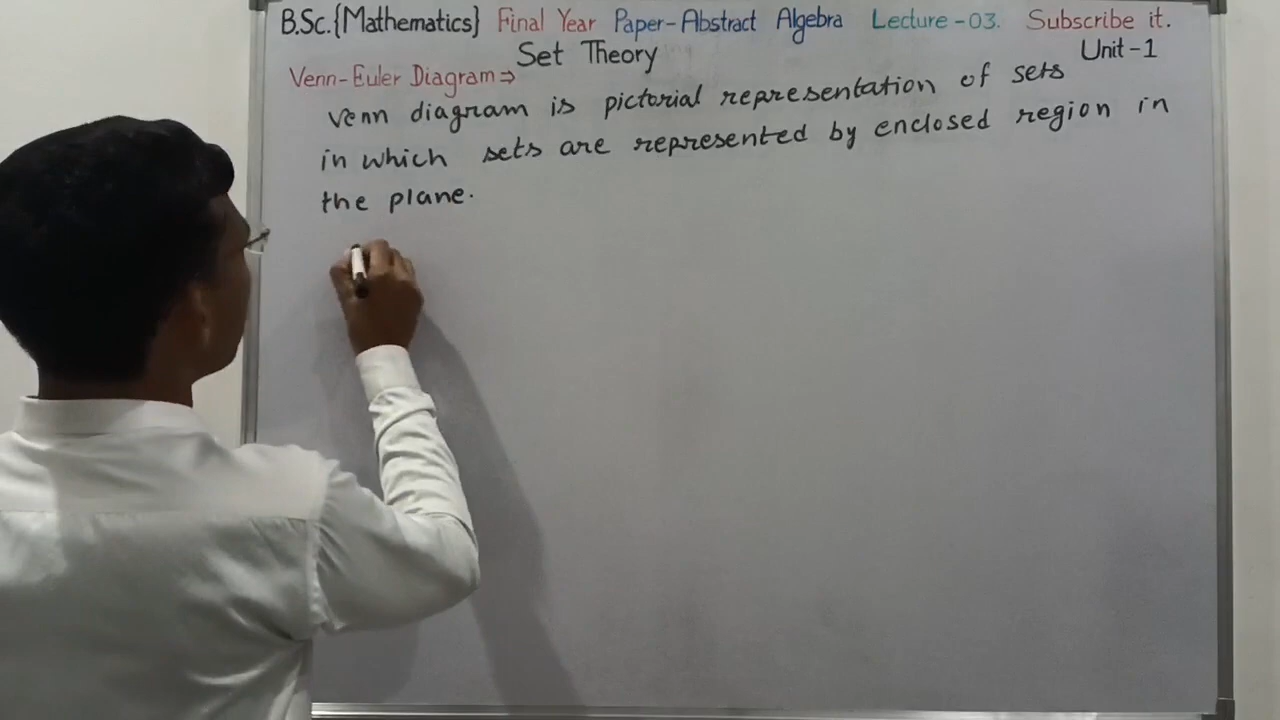 B.Sc.{Mathematics} Final Year Paper-Abstract Algebra Lecture-03. Subscribe it.
Set Theory Unit-1
Venn-Euler Diagram⇒
Venn diagram is pictorial representation of sets
in which sets are represented by enclosed region in
the plane.